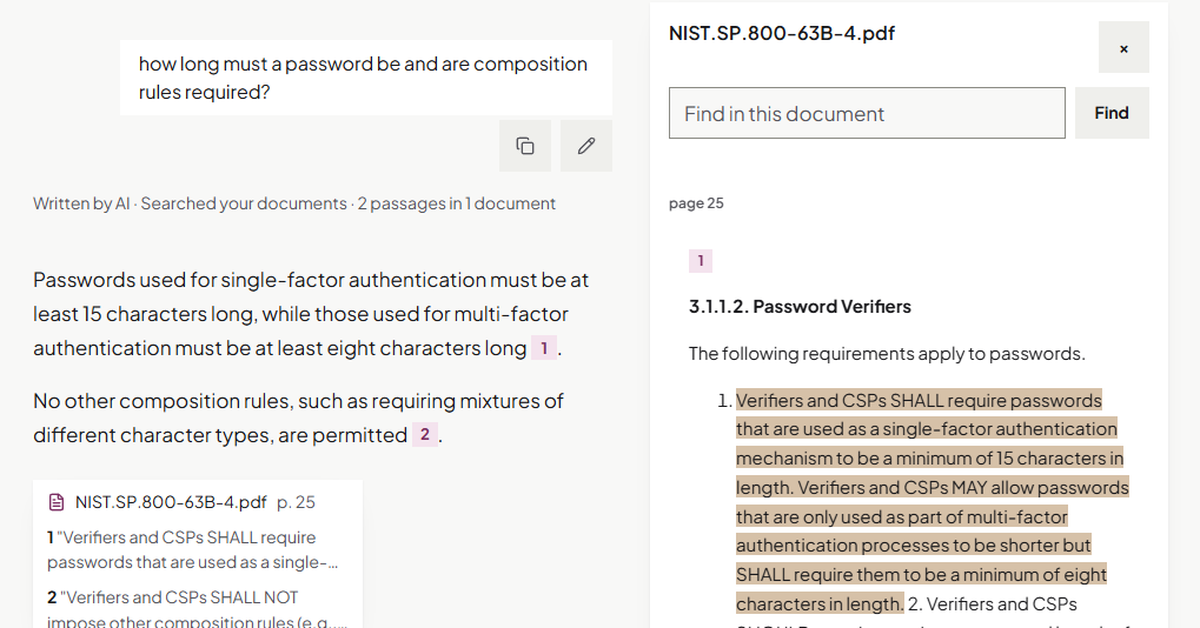 how long must a password be and are composition
rules required?
Written by AI · Searched your documents · 2 passages in 1 document
Passwords used for single-factor authentication must be at
least 15 characters long, while those used for multi-factor
authentication must be at least eight characters long 1 .
No other composition rules, such as requiring mixtures of
different character types, are permitted 2 .
NIST.SP.800-63B-4.pdf p. 25
1 "Verifiers and CSPs SHALL require
passwords that are used as a single-...
2 "Verifiers and CSPs SHALL NOT
impose other composition rules (e.g.,...
NIST.SP.800-63B-4.pdf
×
Find in this document
Find
page 25
1
3.1.1.2. Password Verifiers
The following requirements apply to passwords.
1. Verifiers and CSPs SHALL require passwords
that are used as a single-factor authentication
mechanism to be a minimum of 15 characters in
length. Verifiers and CSPs MAY allow passwords
that are only used as part of multi-factor
authentication processes to be shorter but
SHALL require them to be a minimum of eight
characters in length. 2. Verifiers and CSPs